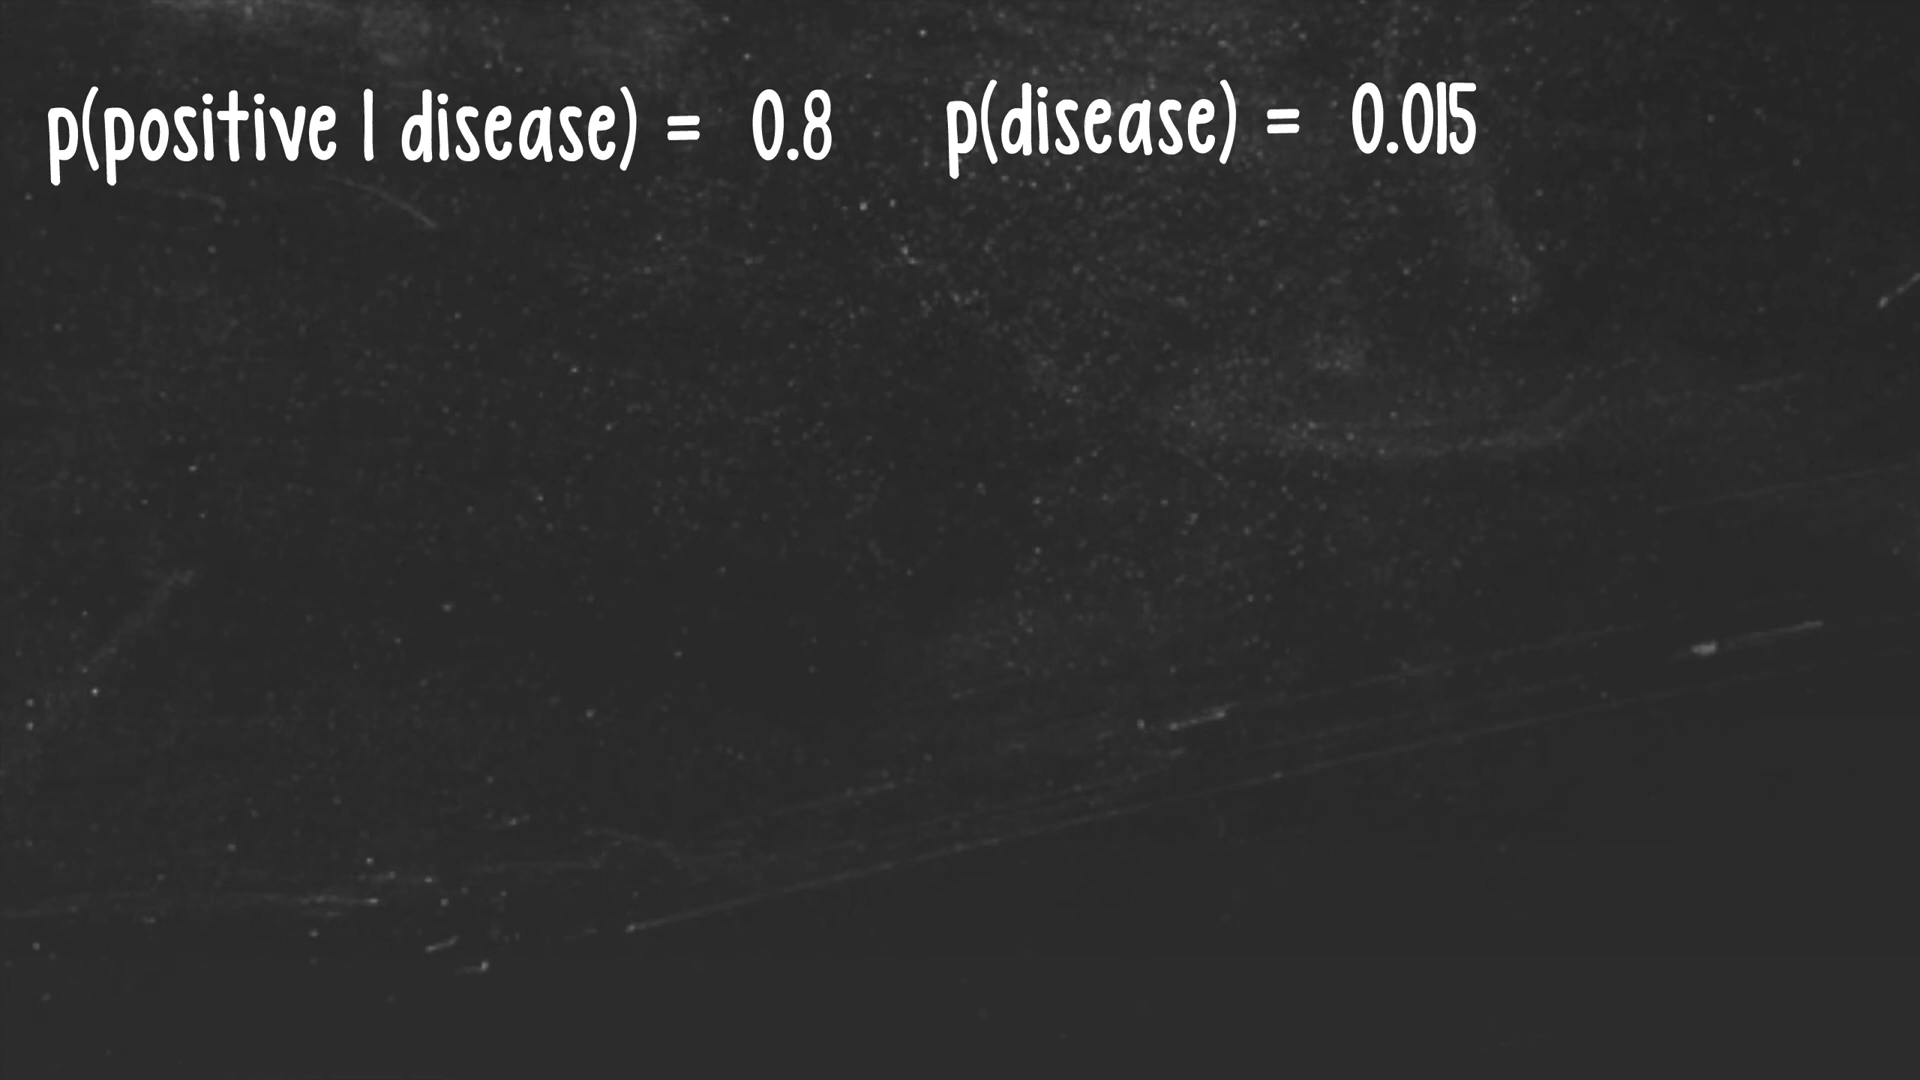 p(positive | disease) = 0.8 p(disease) = 0.015